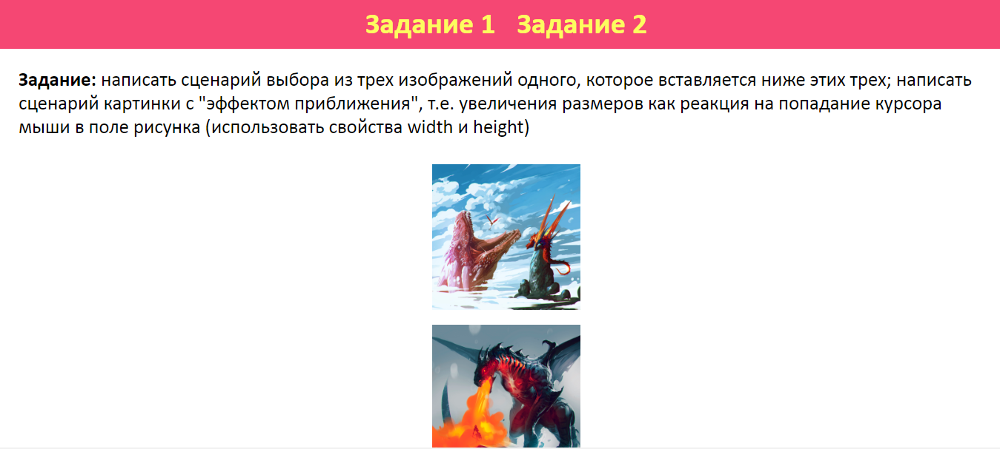 Задание 1 Задание 2
Задание: написать сценарий выбора из трех изображений одного, которое вставляется ниже этих трех; написать
сценарий картинки с "эффектом приближения", т.е. увеличения размеров как реакция на попадание курсора
мыши в поле рисунка (использовать свойства width и height)